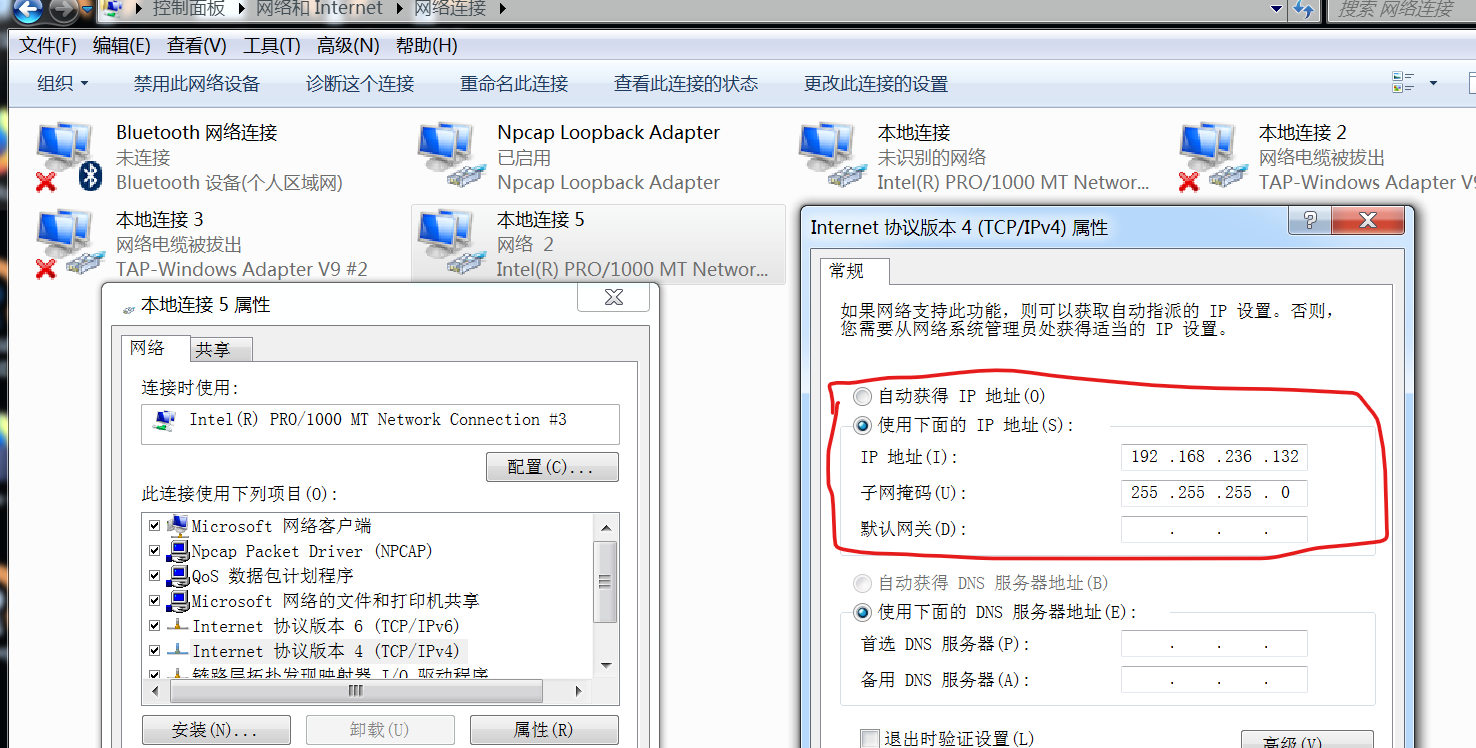 控制面板 网络和 Internet 网络连接 搜索 网络连接
文件(F) 编辑(E) 查看(V) 工具(T) 高级(N) 帮助(H)
组织 禁用此网络设备 诊断这个连接 重命名此连接 查看此连接的状态 更改此连接的设置
Bluetooth 网络连接
未连接
Bluetooth 设备(个人区域网)
Npcap Loopback Adapter
已启用
Npcap Loopback Adapter
本地连接
未识别的网络
Intel(R) PRO/1000 MT Networ...
本地连接 2
网络电缆被拔出
TAP-Windows Adapter V9
本地连接 3
网络电缆被拔出
TAP-Windows Adapter V9 #2
本地连接 5
网络 2
Intel(R) PRO/1000 MT Networ...
本地连接 5 属性
网络 共享
连接时使用:
Intel(R) PRO/1000 MT Network Connection #3
配置(C)...
此连接使用下列项目(O):
Microsoft 网络客户端
Npcap Packet Driver (NPCAP)
QoS 数据包计划程序
Microsoft 网络的文件和打印机共享
Internet 协议版本 6 (TCP/IPv6)
Internet 协议版本 4 (TCP/IPv4)
链路层拓扑发现映射器 I/O 驱动程序
安装(N)... 卸载(U) 属性(R)
Internet 协议版本 4 (TCP/IPv4) 属性
常规
如果网络支持此功能，则可以获取自动指派的 IP 设置。否则，
您需要从网络系统管理员处获得适当的 IP 设置。
自动获得 IP 地址(O)
使用下面的 IP 地址(S):
IP 地址(I): 192 .168 .236 .132
子网掩码(U): 255 .255 .255 . 0
默认网关(D): . . .
自动获得 DNS 服务器地址(B)
使用下面的 DNS 服务器地址(E):
首选 DNS 服务器(P): . . .
备用 DNS 服务器(A): . . .
退出时验证设置(L)
高级(V)